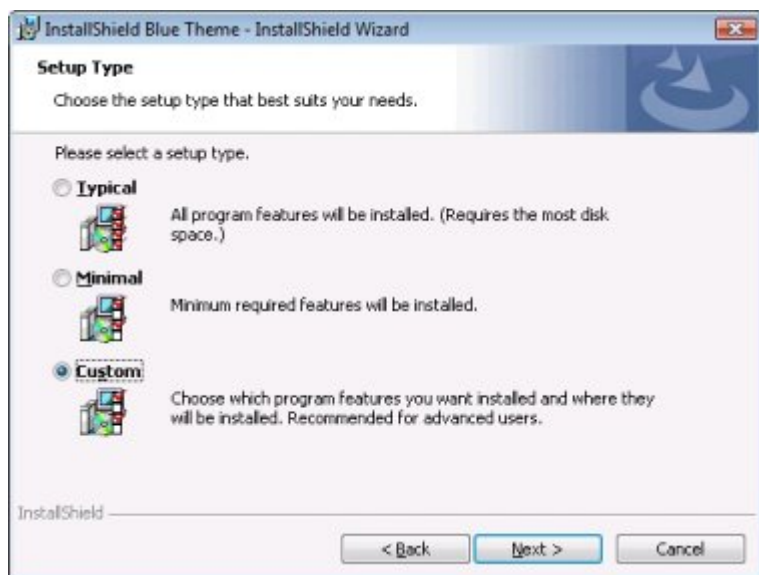 InstallShield Blue Theme - InstallShield Wizard
Setup Type
Choose the setup type that best suits your needs.
Please select a setup type.
Typical
All program features will be installed. (Requires the most disk
space.)
Minimal
Minimum required features will be installed.
Custom
Choose which program features you want installed and where they
will be installed. Recommended for advanced users.
InstallShield
< Back
Next >
Cancel